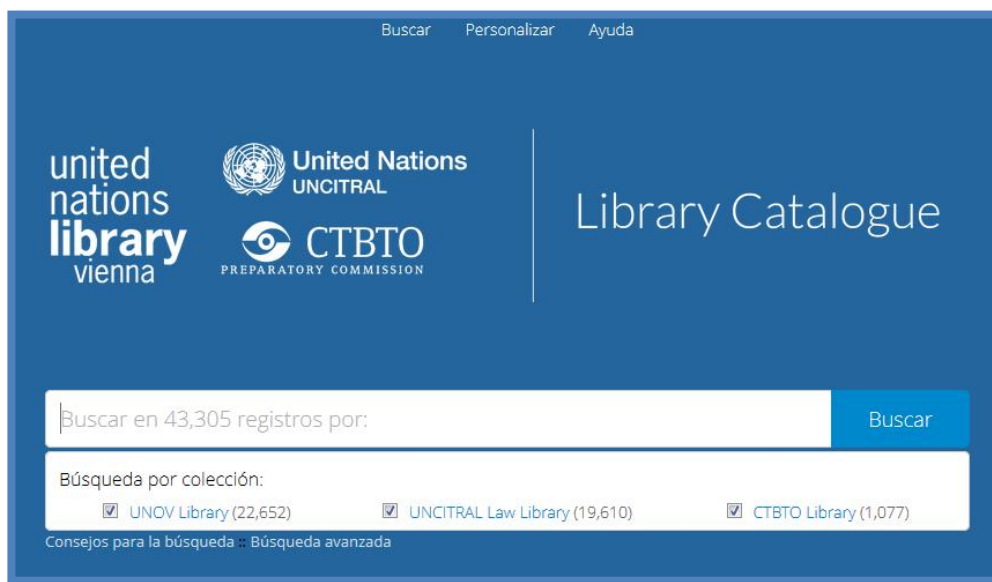 Buscar Personalizar Ayuda
united
nations
library
vienna
United Nations
UNCITRAL
CTBTO
PREPARATORY COMMISSION
Library Catalogue
Buscar en 43,305 registros por:
Buscar
Búsqueda por colección:
UNOV Library (22,652) UNCITRAL Law Library (19,610) CTBTO Library (1,077)
Consejos para la búsqueda :: Búsqueda avanzada